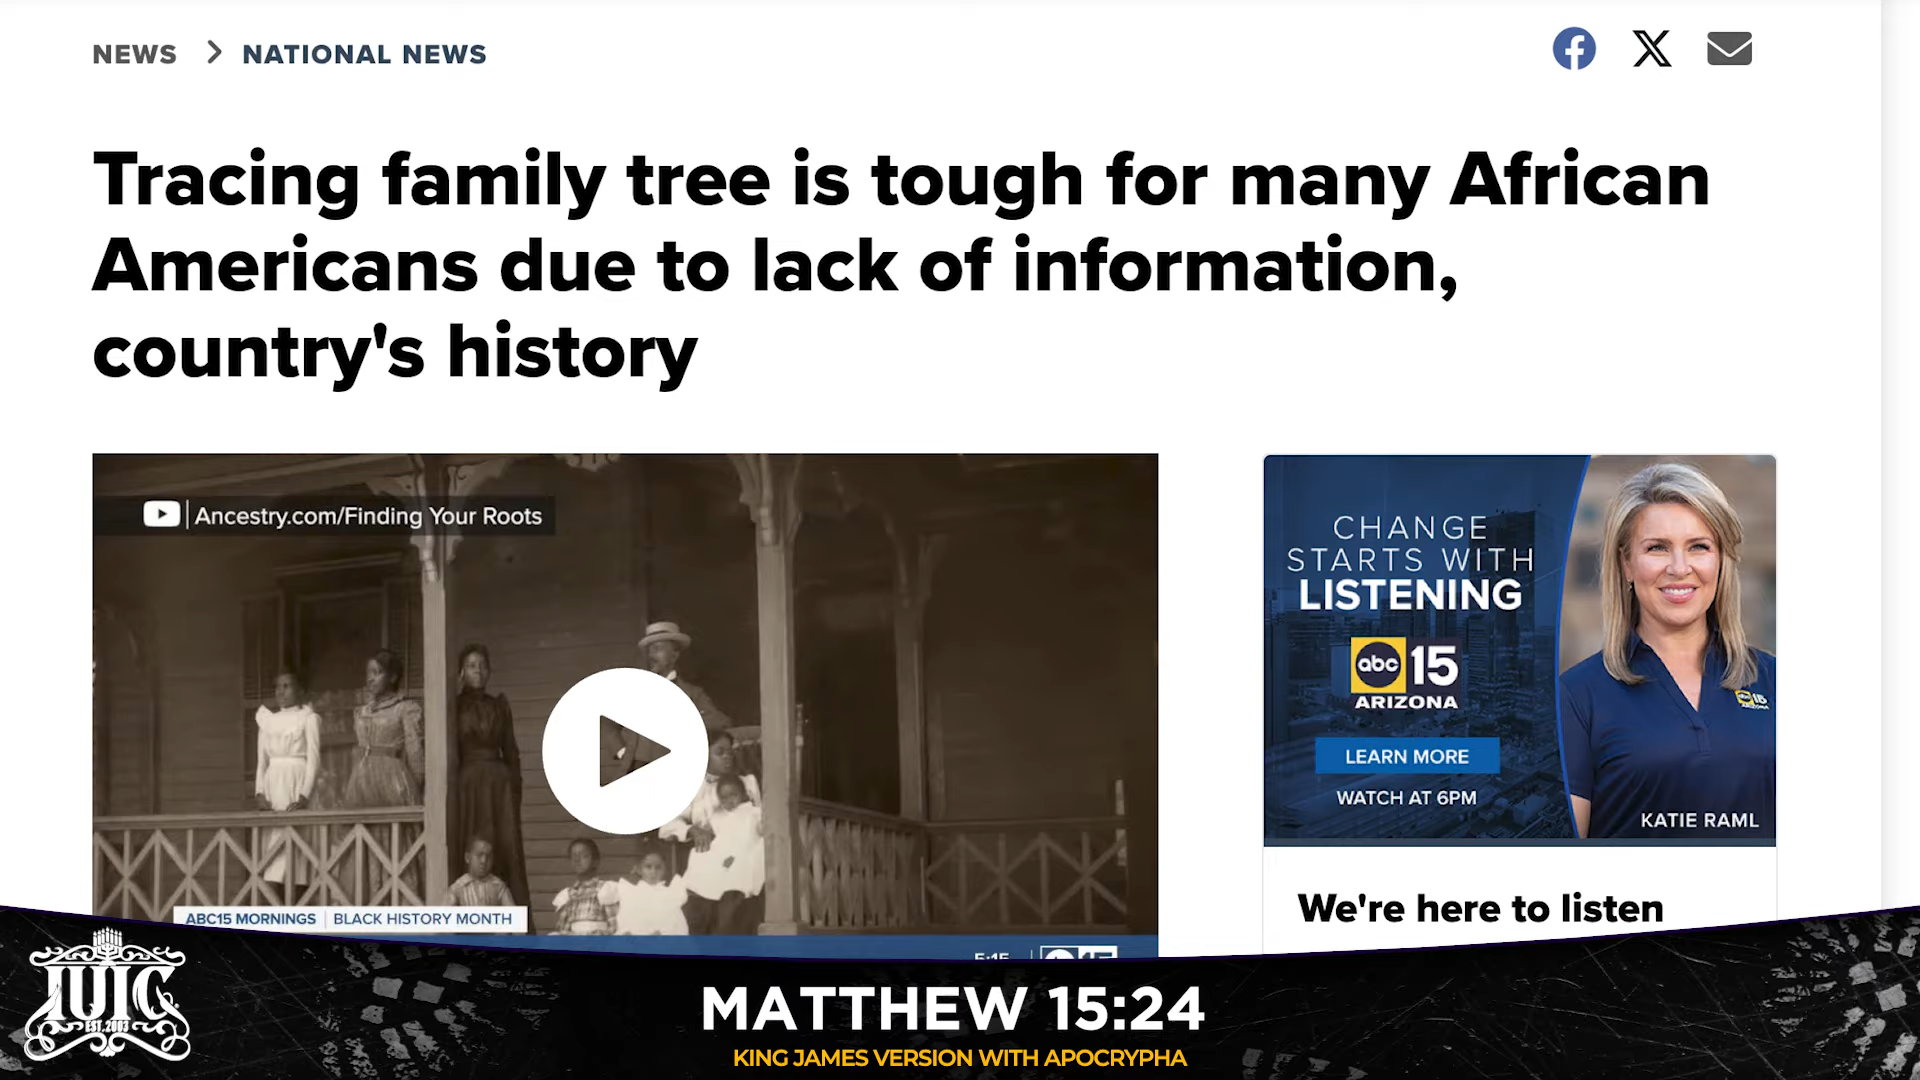 NEWS > NATIONAL NEWS
Tracing family tree is tough for many African
Americans due to lack of information,
country's history
Ancestry.com/Finding Your Roots
CHANGE
STARTS WITH
LISTENING
abc 15
ARIZONA
LEARN MORE
WATCH AT 6PM
KATIE RAML
ABC15 MORNINGS | BLACK HISTORY MONTH
We're here to listen
IUIC
EST. 2003
MATTHEW 15:24
KING JAMES VERSION WITH APOCRYPHA